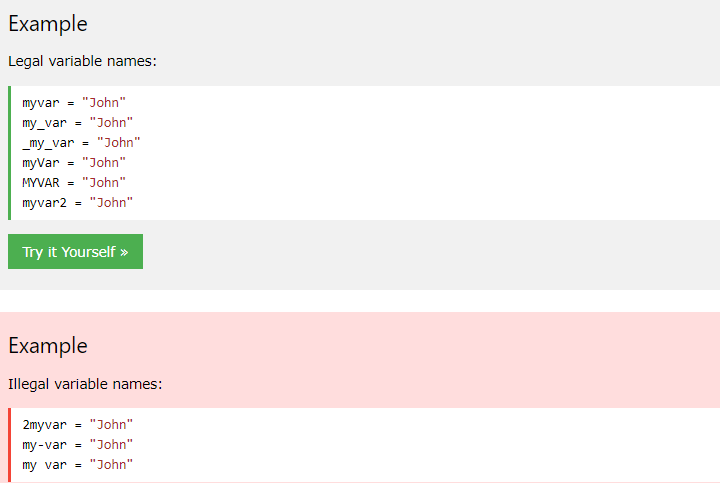 Example
Legal variable names:
myvar = "John"
my_var = "John"
_my_var = "John"
myVar = "John"
MYVAR = "John"
myvar2 = "John"
Try it Yourself »
Example
Illegal variable names:
2myvar = "John"
my-var = "John"
my var = "John"